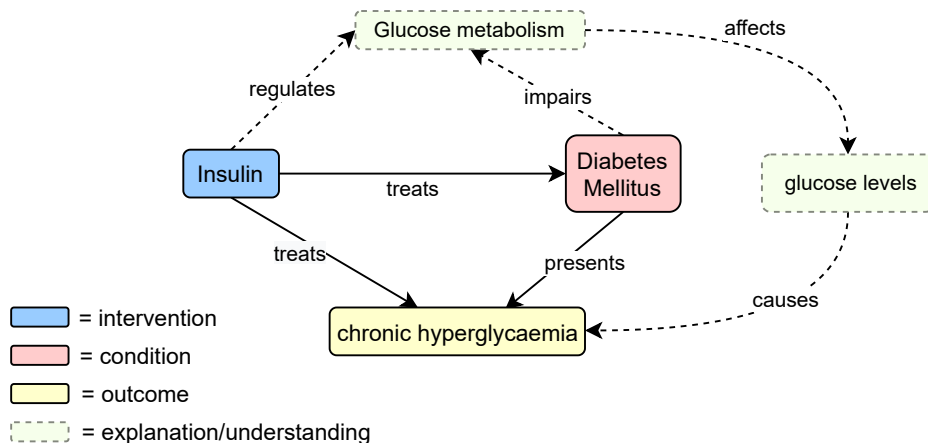 Glucose metabolism
affects
regulates
impairs
Insulin
treats
Diabetes
Mellitus
glucose levels
treats
presents
causes
chronic hyperglycaemia
= intervention
= condition
= outcome
= explanation/understanding